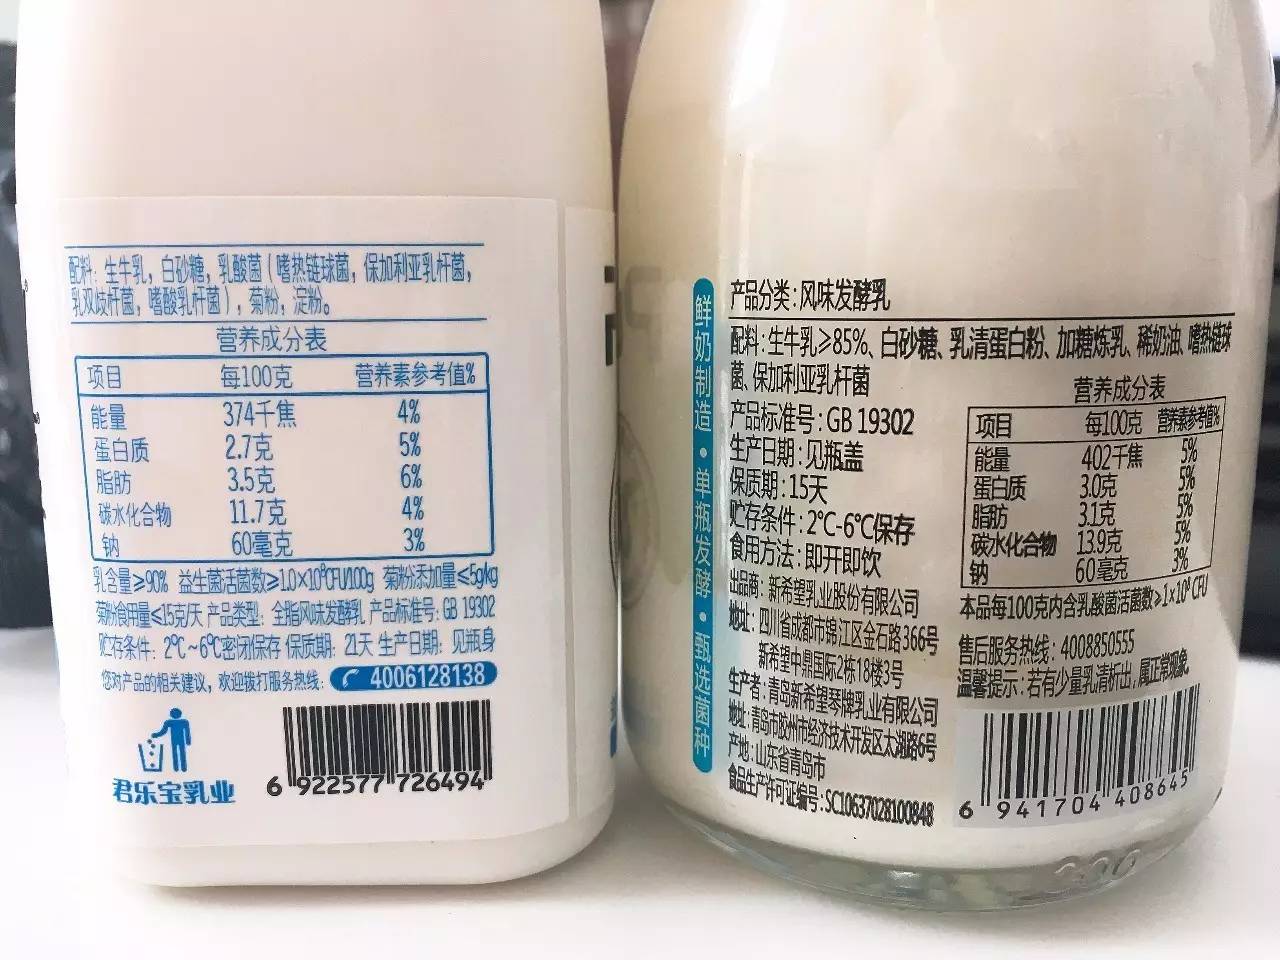 配料：生牛乳，白砂糖，乳酸菌（嗜热链球菌，保加利亚乳杆菌，
乳双歧杆菌，嗜酸乳杆菌），菊粉，淀粉。
营养成分表
项目 每100克 营养素参考值%
能量 374千焦 4%
蛋白质 2.7克 5%
脂肪 3.5克 6%
碳水化合物 11.7克 4%
钠 60毫克 3%
乳含量≥90% 益生菌活菌数≥1.0×10⁸CFU/100g 菊粉添加量≤5g/kg
菊粉食用量≤15克/天 产品类型：全脂风味发酵乳 产品标准号：GB 19302
贮存条件：2℃~6℃密闭保存 保质期：21天 生产日期：见瓶身
您对产品的相关建议，欢迎拨打服务热线： 4006128138
君乐宝乳业
6 922577 726494
鲜奶制造·单瓶发酵·甄选菌种
产品分类：风味发酵乳
配料：生牛乳≥85%、白砂糖、乳清蛋白粉、加糖炼乳、稀奶油、嗜热链球
菌、保加利亚乳杆菌
产品标准号：GB 19302
生产日期：见瓶盖
保质期：15天
贮存条件：2℃-6℃保存
食用方法：即开即饮
出品商：新希望乳业股份有限公司
地址：四川省成都市锦江区金石路366号
新希望中鼎国际2栋18楼3号
生产者：青岛新希望琴牌乳业有限公司
地址：青岛市胶州市经济技术开发区太湖路6号
产地：山东省青岛市
食品生产许可证编号：SC10637028100848
营养成分表
项目 每100克 营养素参考值%
能量 402千焦 5%
蛋白质 3.0克 5%
脂肪 3.1克 5%
碳水化合物 13.9克 5%
钠 60毫克 3%
本品每100克内含乳酸菌活菌数≥1×10⁸ CFU
售后服务热线：4008850555
温馨提示：若有少量乳清析出，属正常现象。
6 941704 408645